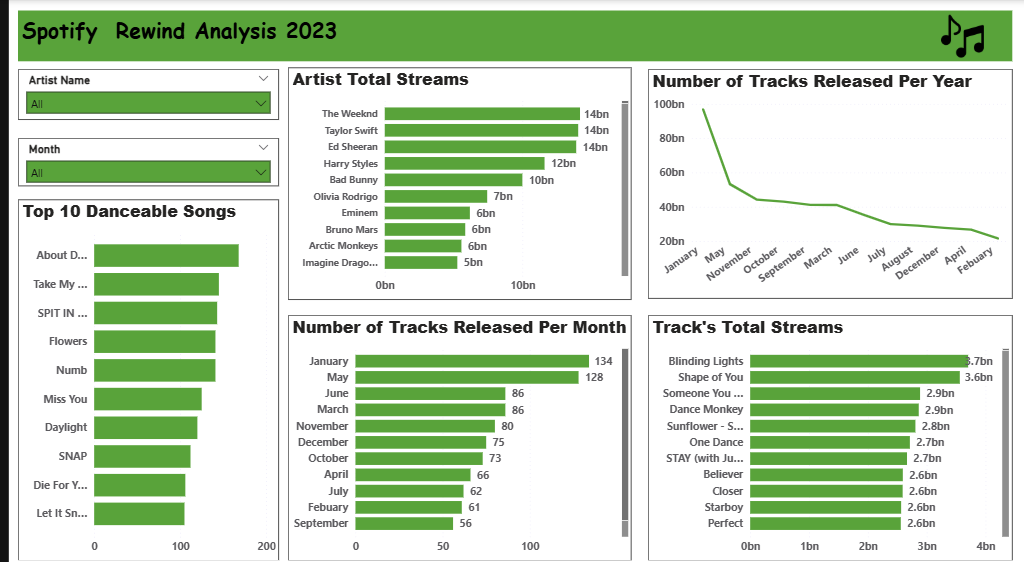 Spotify  Rewind Analysis 2023
Artist Name
All
Month
All
Top 10 Danceable Songs
About D...
Take My ...
SPIT IN ...
Flowers
Numb
Miss You
Daylight
SNAP
Die For Y...
Let It Sn...
0 100 200
Artist Total Streams
The Weeknd 14bn
Taylor Swift 14bn
Ed Sheeran 14bn
Harry Styles 12bn
Bad Bunny 10bn
Olivia Rodrigo 7bn
Eminem 6bn
Bruno Mars 6bn
Arctic Monkeys 6bn
Imagine Drago... 5bn
0bn 10bn
Number of Tracks Released Per Year
100bn
80bn
60bn
40bn
20bn
January May November October September March June July August December April Febuary
Number of Tracks Released Per Month
January 134
May 128
June 86
March 86
November 80
December 75
October 73
April 66
July 62
Febuary 61
September 56
0 50 100
Track's Total Streams
Blinding Lights 3.7bn
Shape of You 3.6bn
Someone You ... 2.9bn
Dance Monkey 2.9bn
Sunflower - S... 2.8bn
One Dance 2.7bn
STAY (with Ju... 2.7bn
Believer 2.6bn
Closer 2.6bn
Starboy 2.6bn
Perfect 2.6bn
0bn 1bn 2bn 3bn 4bn